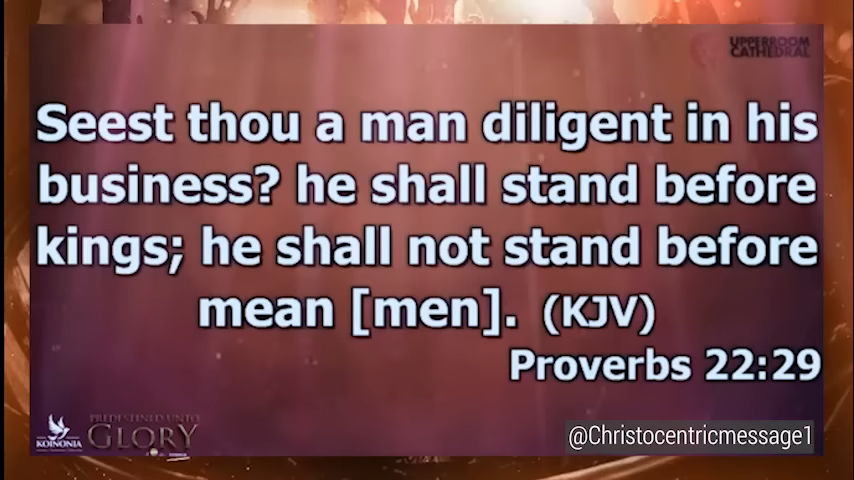 UPPERROOM
CATHEDRAL
Seest thou a man diligent in his
business? he shall stand before
kings; he shall not stand before
mean [men]. (KJV)
Proverbs 22:29
KOINONIA
PREDESTINED UNTO
GLORY
@Christocentricmessage1